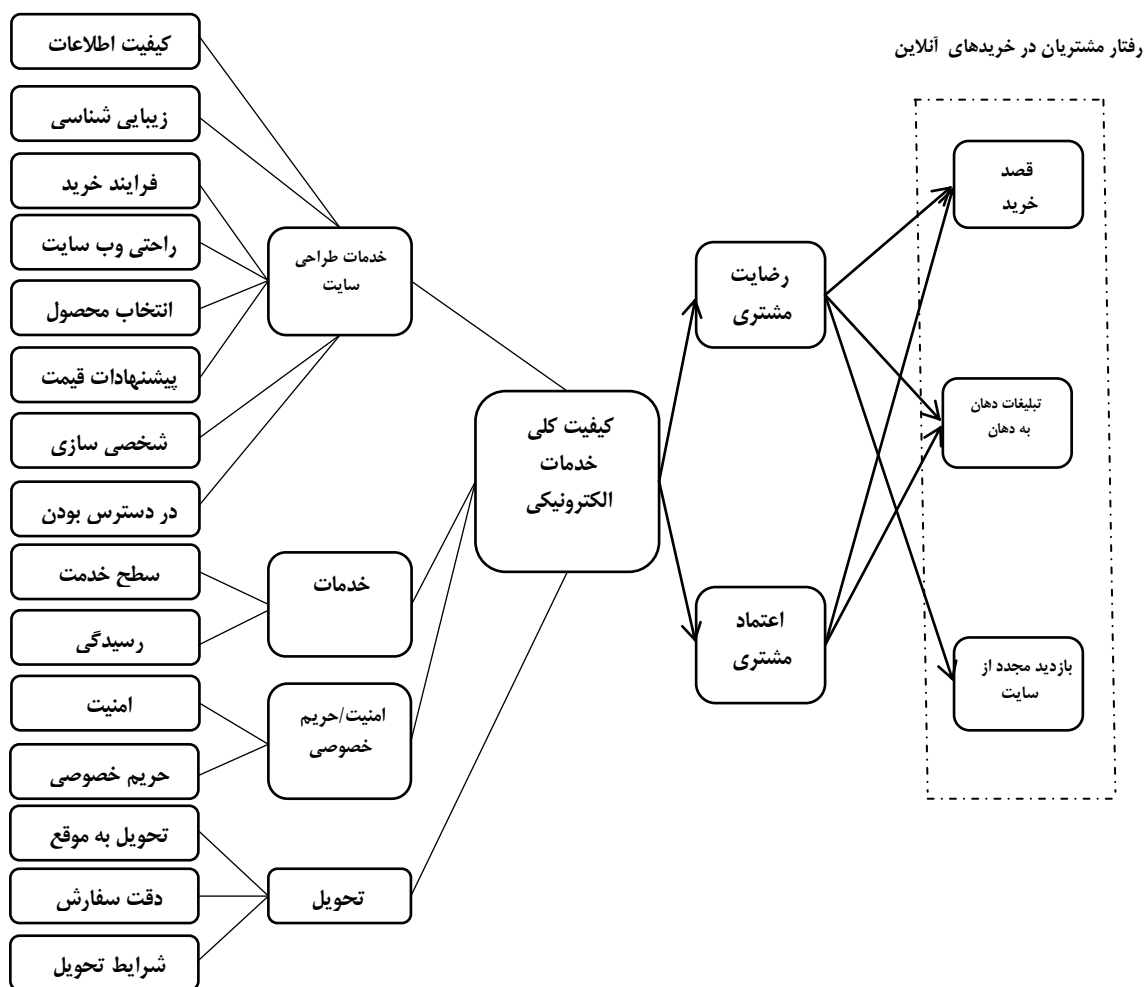 رفتار مشتریان در خریدهای آنلاین
قصد
خرید
تبلیغات دهان
به دهان
بازدید مجدد از
سایت
رضایت
مشتری
اعتماد
مشتری
کیفیت کلی
خدمات
الکترونیکی
خدمات طراحی
سایت
خدمات
امنیت/حریم
خصوصی
تحویل
کیفیت اطلاعات
زیبایی شناسی
فرایند خرید
راحتی وب سایت
انتخاب محصول
پیشنهادات قیمت
شخصی سازی
در دسترس بودن
سطح خدمت
رسیدگی
امنیت
حریم خصوصی
تحویل به موقع
دقت سفارش
شرایط تحویل